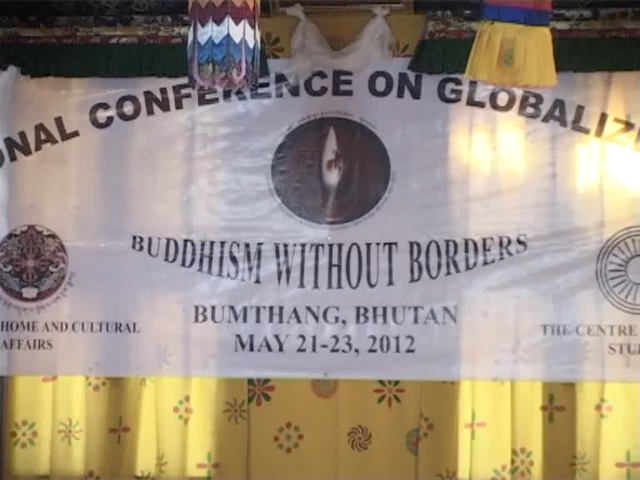 ONAL CONFERENCE ON GLOBALIZ
BUDDHISM WITHOUT BORDERS
BUMTHANG, BHUTAN
MAY 21-23, 2012
HOME AND CULTURAL
AFFAIRS
THE CENTRE
STU